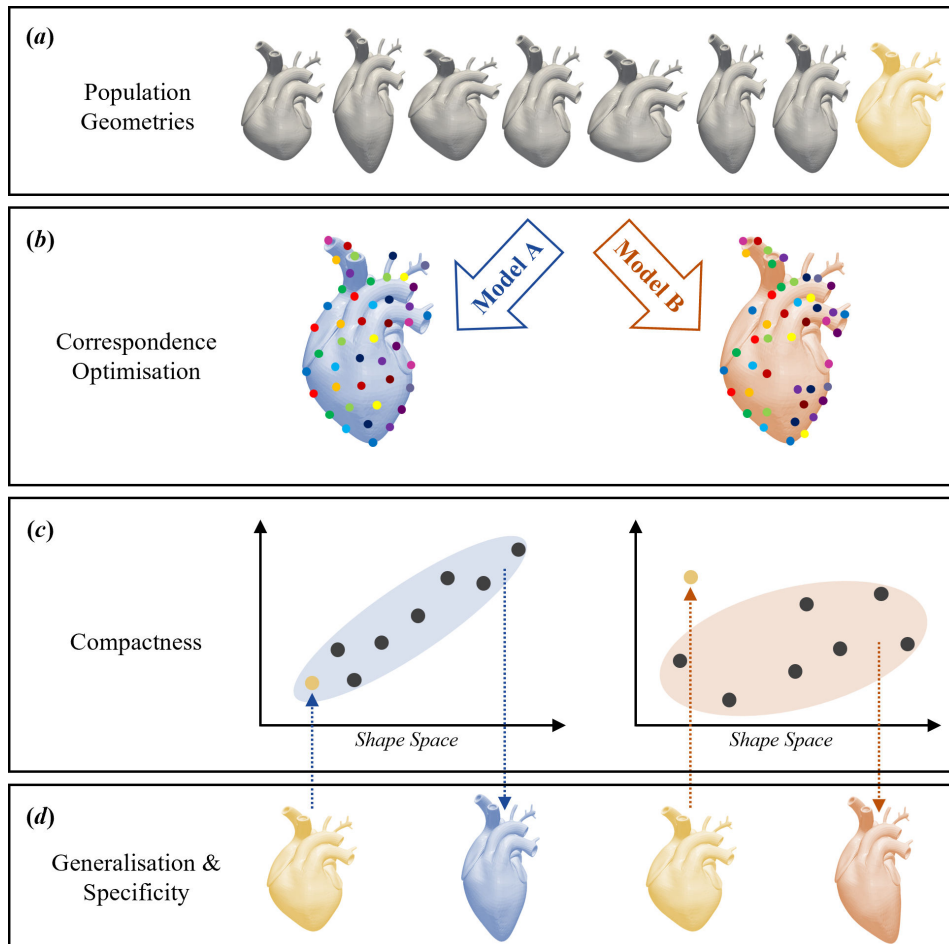 (a)
Population
Geometries
(b)
Model A
Model B
Correspondence
Optimisation
(c)
Compactness
Shape Space
Shape Space
(d)
Generalisation &
Specificity